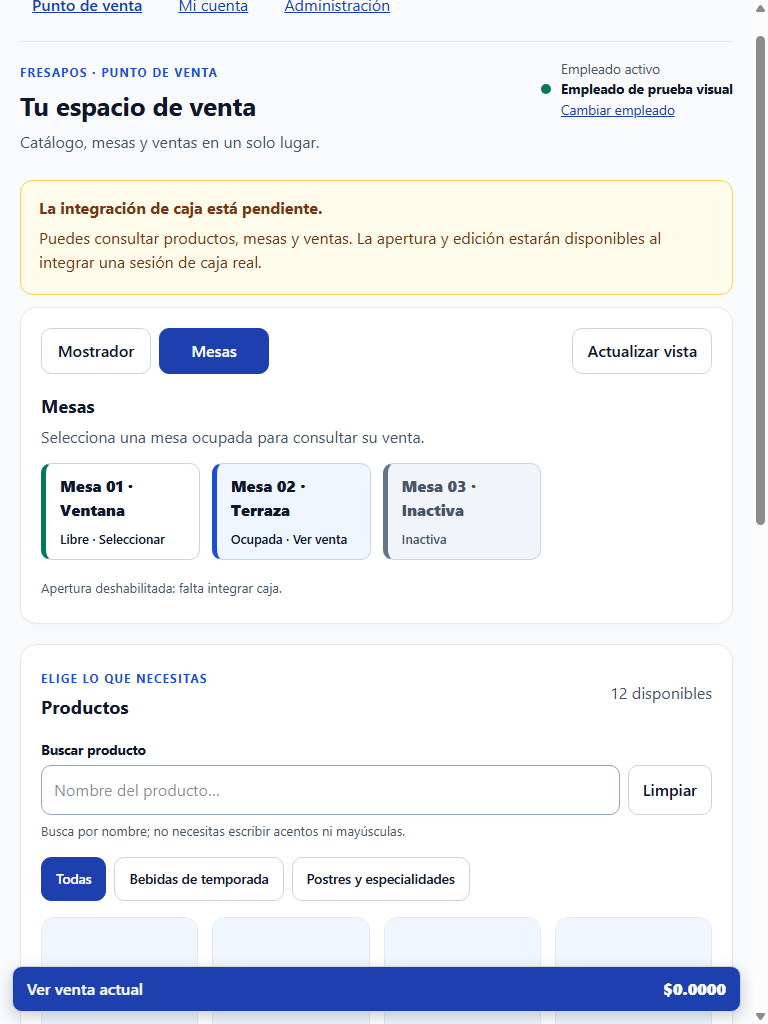 Punto de venta Mi cuenta Administración
FRESAPOS · PUNTO DE VENTA
Tu espacio de venta
Catálogo, mesas y ventas en un solo lugar.
Empleado activo
Empleado de prueba visual
Cambiar empleado
La integración de caja está pendiente.
Puedes consultar productos, mesas y ventas. La apertura y edición estarán disponibles al
integrar una sesión de caja real.
Mostrador Mesas Actualizar vista
Mesas
Selecciona una mesa ocupada para consultar su venta.
Mesa 01 ·
Ventana
Libre · Seleccionar
Mesa 02 ·
Terraza
Ocupada · Ver venta
Mesa 03 ·
Inactiva
Inactiva
Apertura deshabilitada: falta integrar caja.
ELIGE LO QUE NECESITAS
Productos
12 disponibles
Buscar producto
Nombre del producto... Limpiar
Busca por nombre; no necesitas escribir acentos ni mayúsculas.
Todas Bebidas de temporada Postres y especialidades
Ver venta actual $0.0000